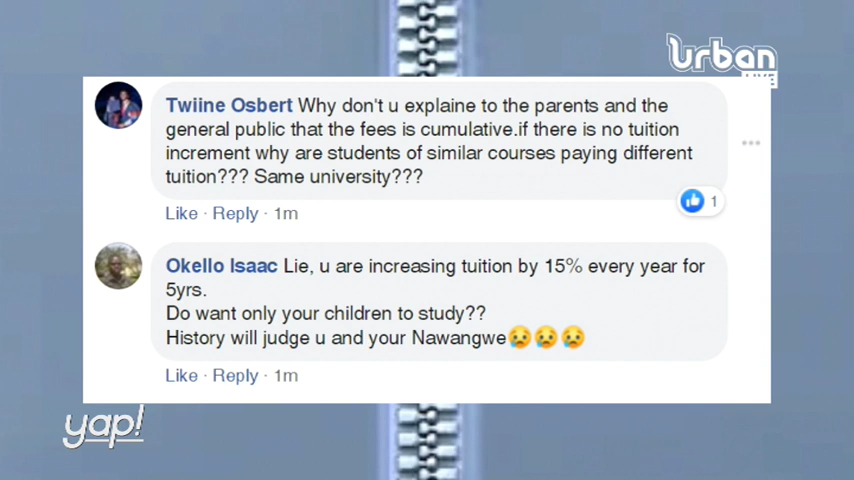 Urban
LIVE
Twiine Osbert Why don't u explaine to the parents and the
general public that the fees is cumulative.if there is no tuition
increment why are students of similar courses paying different
tuition??? Same university???
1
Like · Reply · 1m
Okello Isaac Lie, u are increasing tuition by 15% every year for
5yrs.
Do want only your children to study??
History will judge u and your Nawangwe😢😢😢
Like · Reply · 1m
yap!